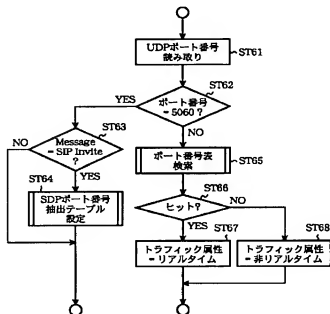 UDPポート番号
読み取り
ST61
ST62
YES
ポート番号
= 5060 ?
ST63
NO
NO
Message
= SIP Invite
?
ポート番号表
検索
ST65
ST64
YES
ST66
SDPポート番号
抽出テーブル
設定
ヒット?
NO
YES
ST67
ST68
トラフィック属性
= リアルタイム
トラフィック属性
= 非リアルタイム